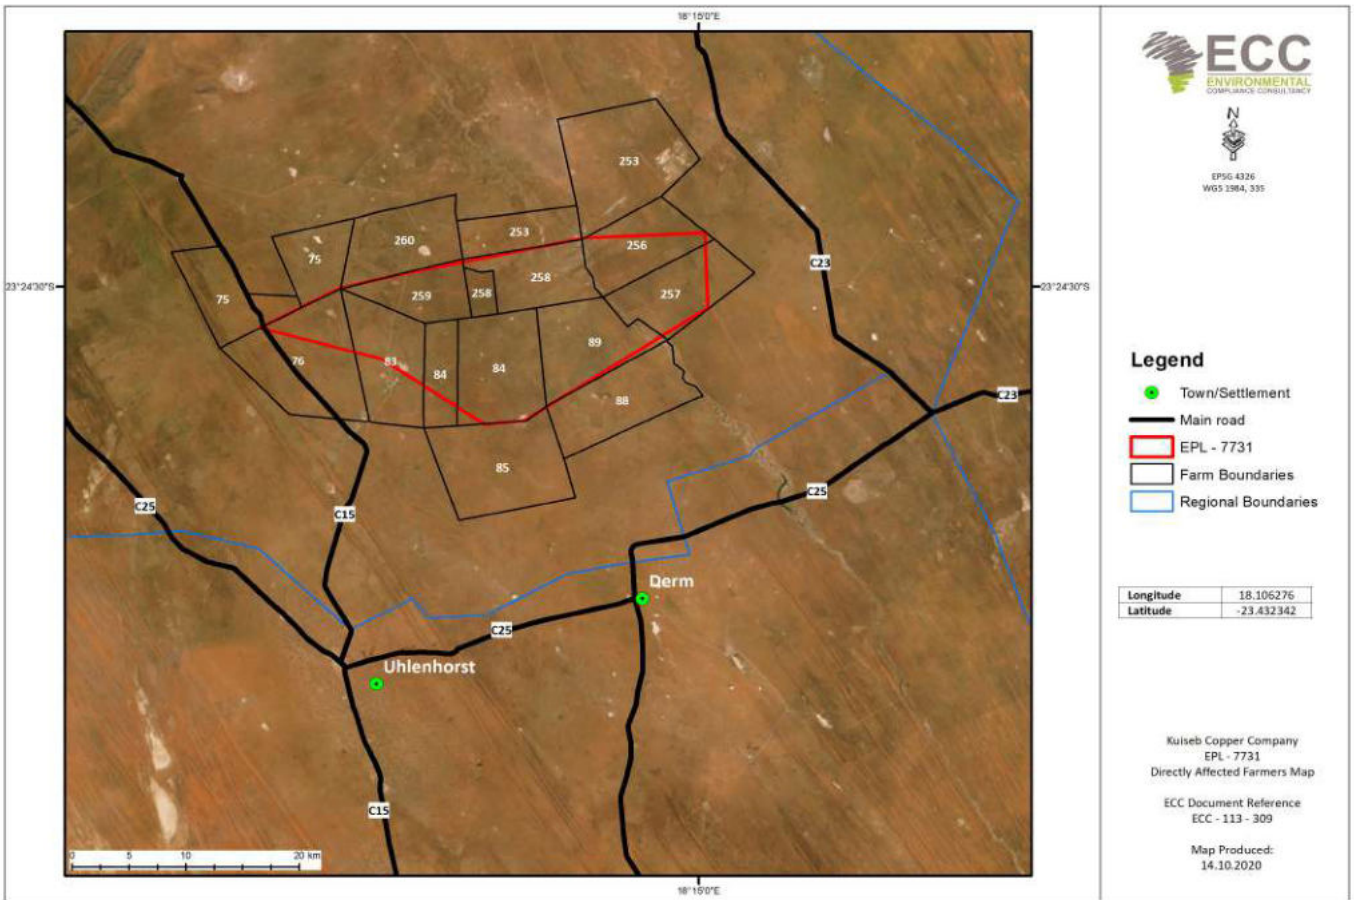 18°15'0"E
ECC
ENVIRONMENTAL
COMPLIANCE CONSULTANCY
N
EPSG 4326
WGS 1984, 33S
253
260
253
256
C23
75
258
23°24'30"S
23°24'30"S
75
259
258
257
89
76
83
84
84
88
C23
85
C25
C15
C25
Derm
C25
Uhlenhorst
C15
0 5 10 20 km
18°15'0"E
Legend
Town/Settlement
Main road
EPL - 7731
Farm Boundaries
Regional Boundaries
Longitude 18.106276
Latitude -23.432342
Kuiseb Copper Company
EPL - 7731
Directly Affected Farmers Map
ECC Document Reference
ECC - 113 - 309
Map Produced:
14.10.2020